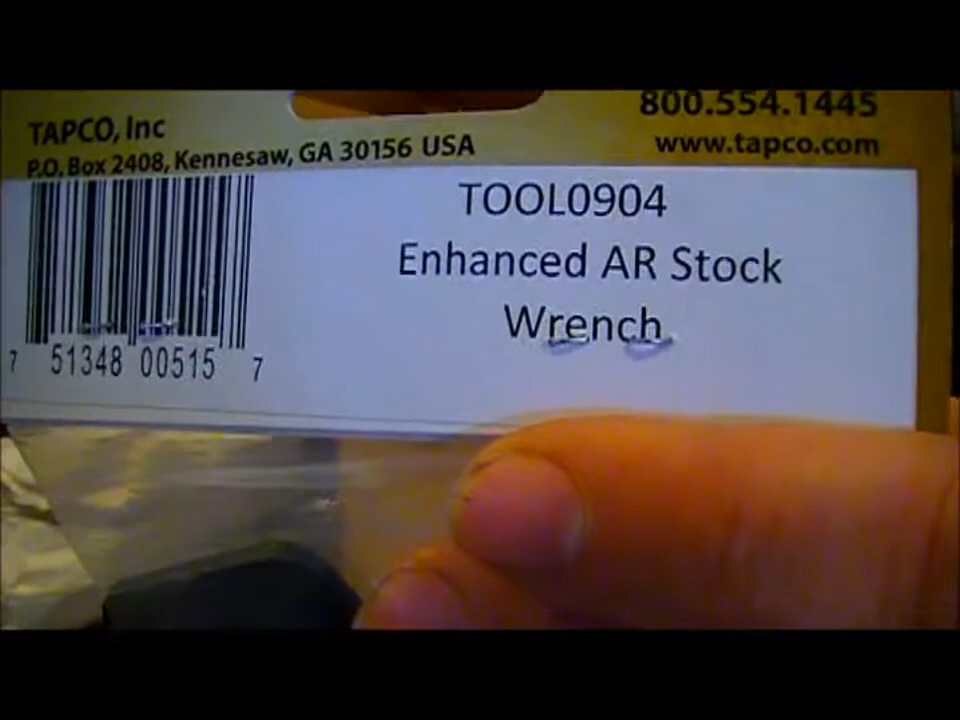 800.554.1445
TAPCO, Inc
www.tapco.com
P.O. Box 2408, Kennesaw, GA 30156 USA
TOOL0904
Enhanced AR Stock
Wrench
7 51348 00515 7